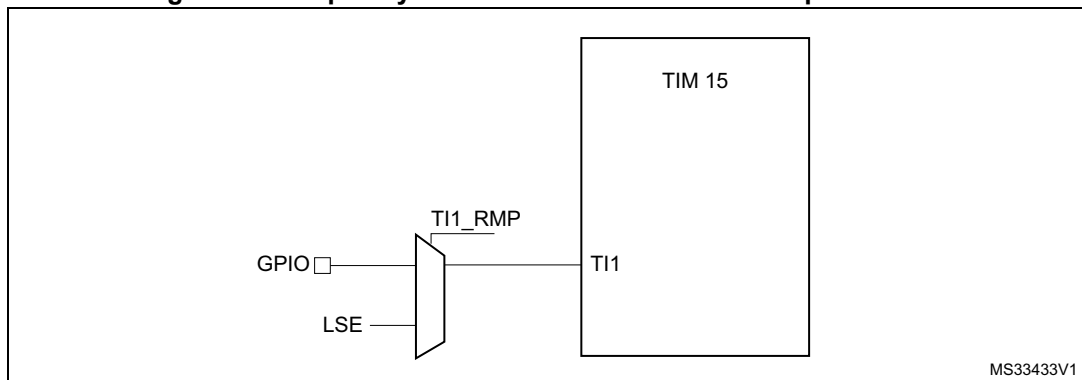 TIM 15
TI1_RMP
GPIO
TI1
LSE
MS33433V1